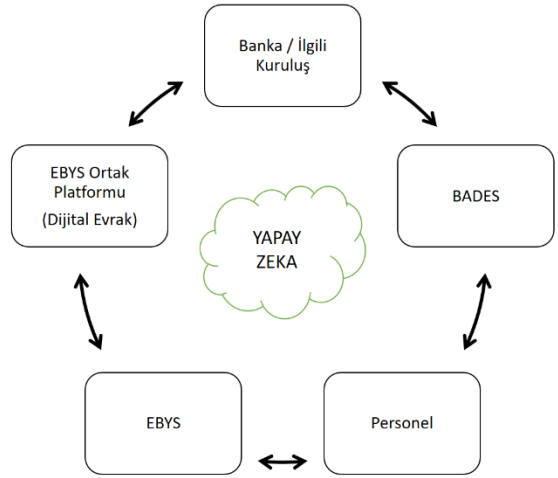 Banka / İlgili
Kuruluş
EBYS Ortak
Platformu
(Dijital Evrak)
BADES
YAPAY
ZEKA
EBYS
Personel